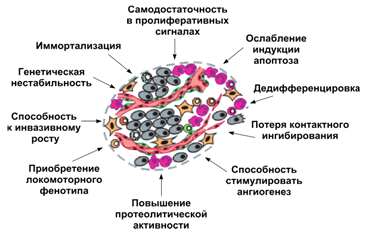 Самодостаточность
в пролиферативных
сигналах
Ослабление
индукции
апоптоза
Дедифференцировка
Потеря контактного
ингибирования
Способность
стимулировать
ангиогенез
Повышение
протеолитической
активности
Приобретение
локомоторного
фенотипа
Способность
к инвазивному
росту
Генетическая
нестабильность
Иммортализация